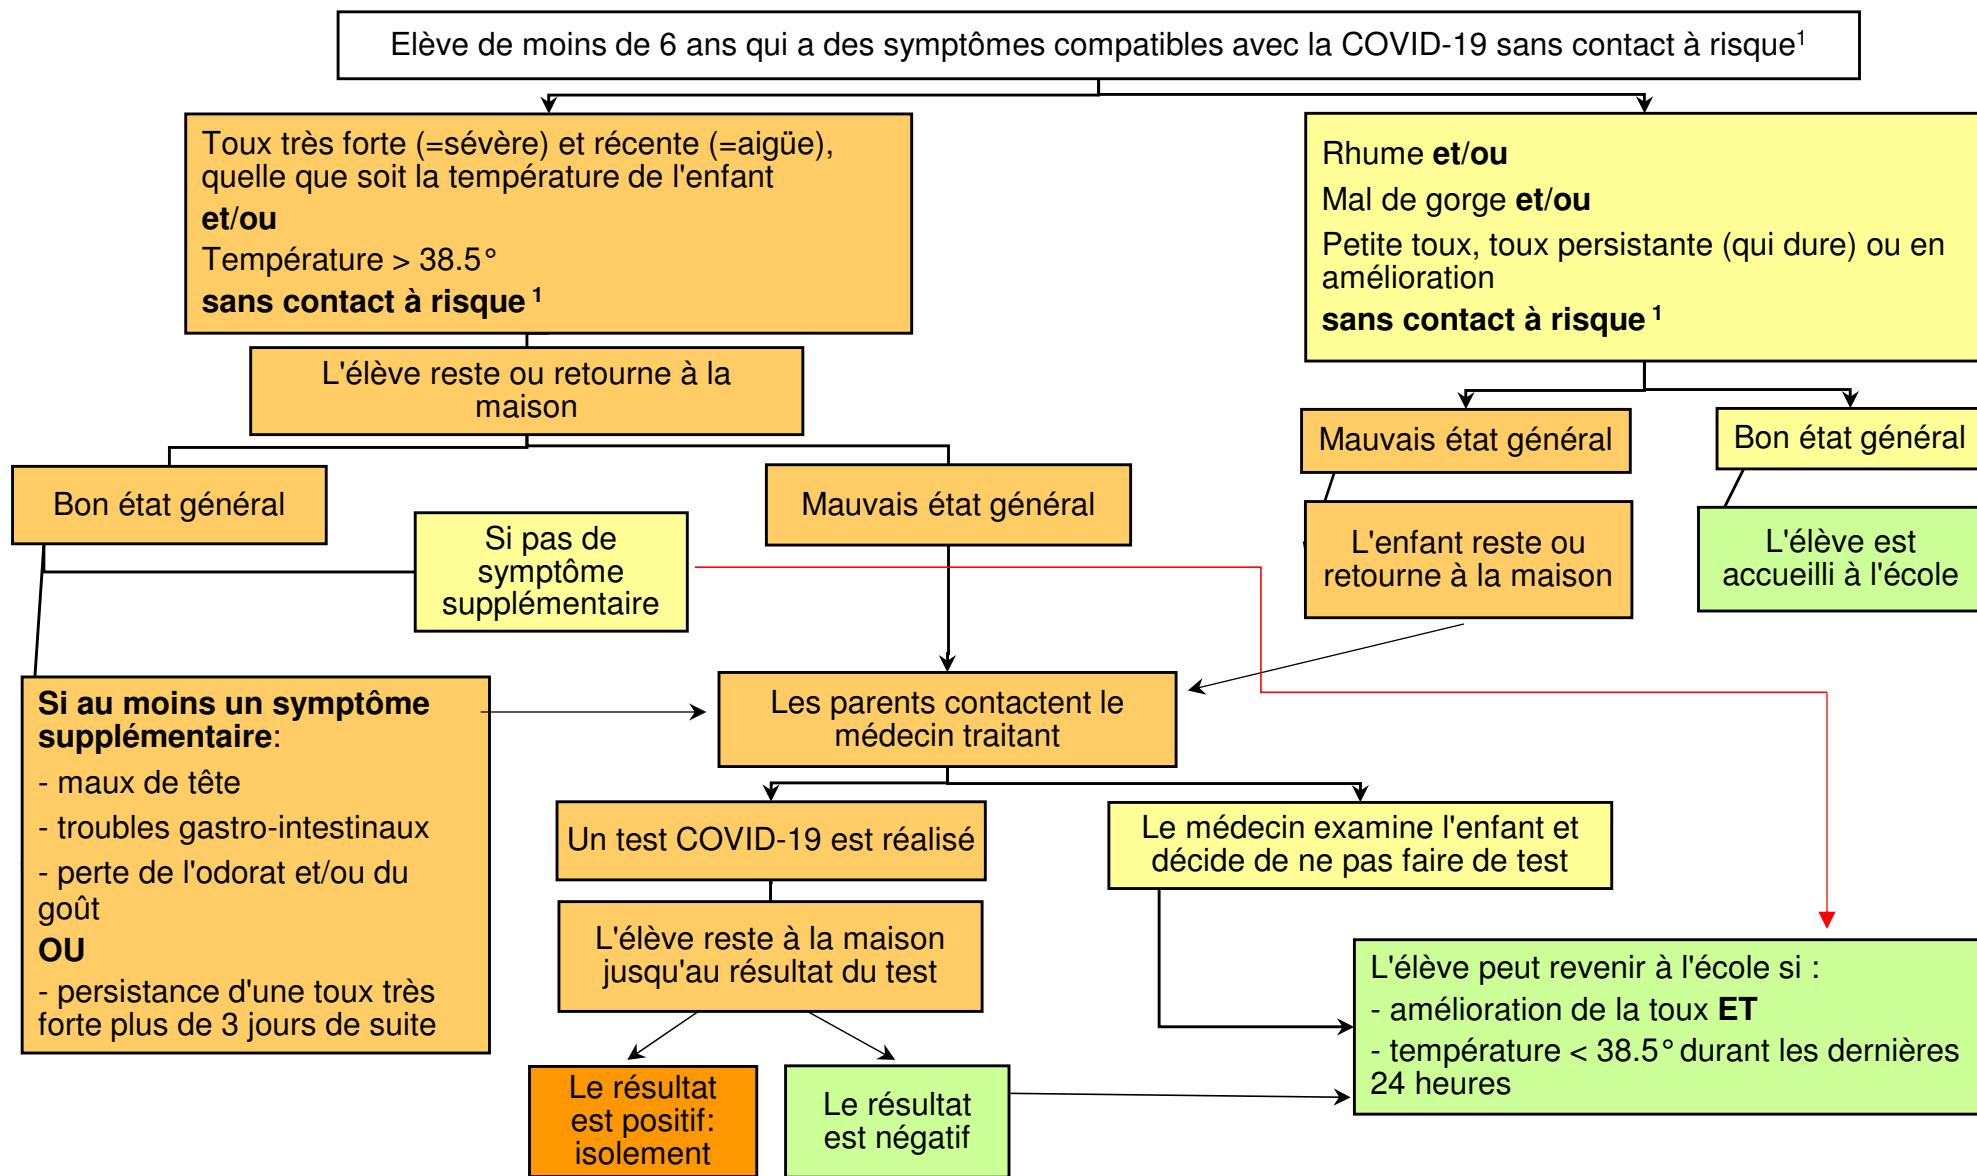 Elève de moins de 6 ans qui a des symptômes compatibles avec la COVID-19 sans contact à risque¹
Toux très forte (=sévère) et récente (=aigüe),
quelle que soit la température de l'enfant
et/ou
Température > 38.5°
sans contact à risque ¹
Rhume et/ou
Mal de gorge et/ou
Petite toux, toux persistante (qui dure) ou en
amélioration
sans contact à risque ¹
L'élève reste ou retourne à la
maison
Mauvais état général
Bon état général
Bon état général
Mauvais état général
Si pas de
symptôme
supplémentaire
L'enfant reste ou
retourne à la maison
L'élève est
accueilli à l'école
Si au moins un symptôme
supplémentaire:
- maux de tête
- troubles gastro-intestinaux
- perte de l'odorat et/ou du
goût
OU
- persistance d'une toux très
forte plus de 3 jours de suite
Les parents contactent le
médecin traitant
Un test COVID-19 est réalisé
Le médecin examine l'enfant et
décide de ne pas faire de test
L'élève reste à la maison
jusqu'au résultat du test
L'élève peut revenir à l'école si :
- amélioration de la toux ET
- température < 38.5° durant les dernières
24 heures
Le résultat
est positif:
isolement
Le résultat
est négatif